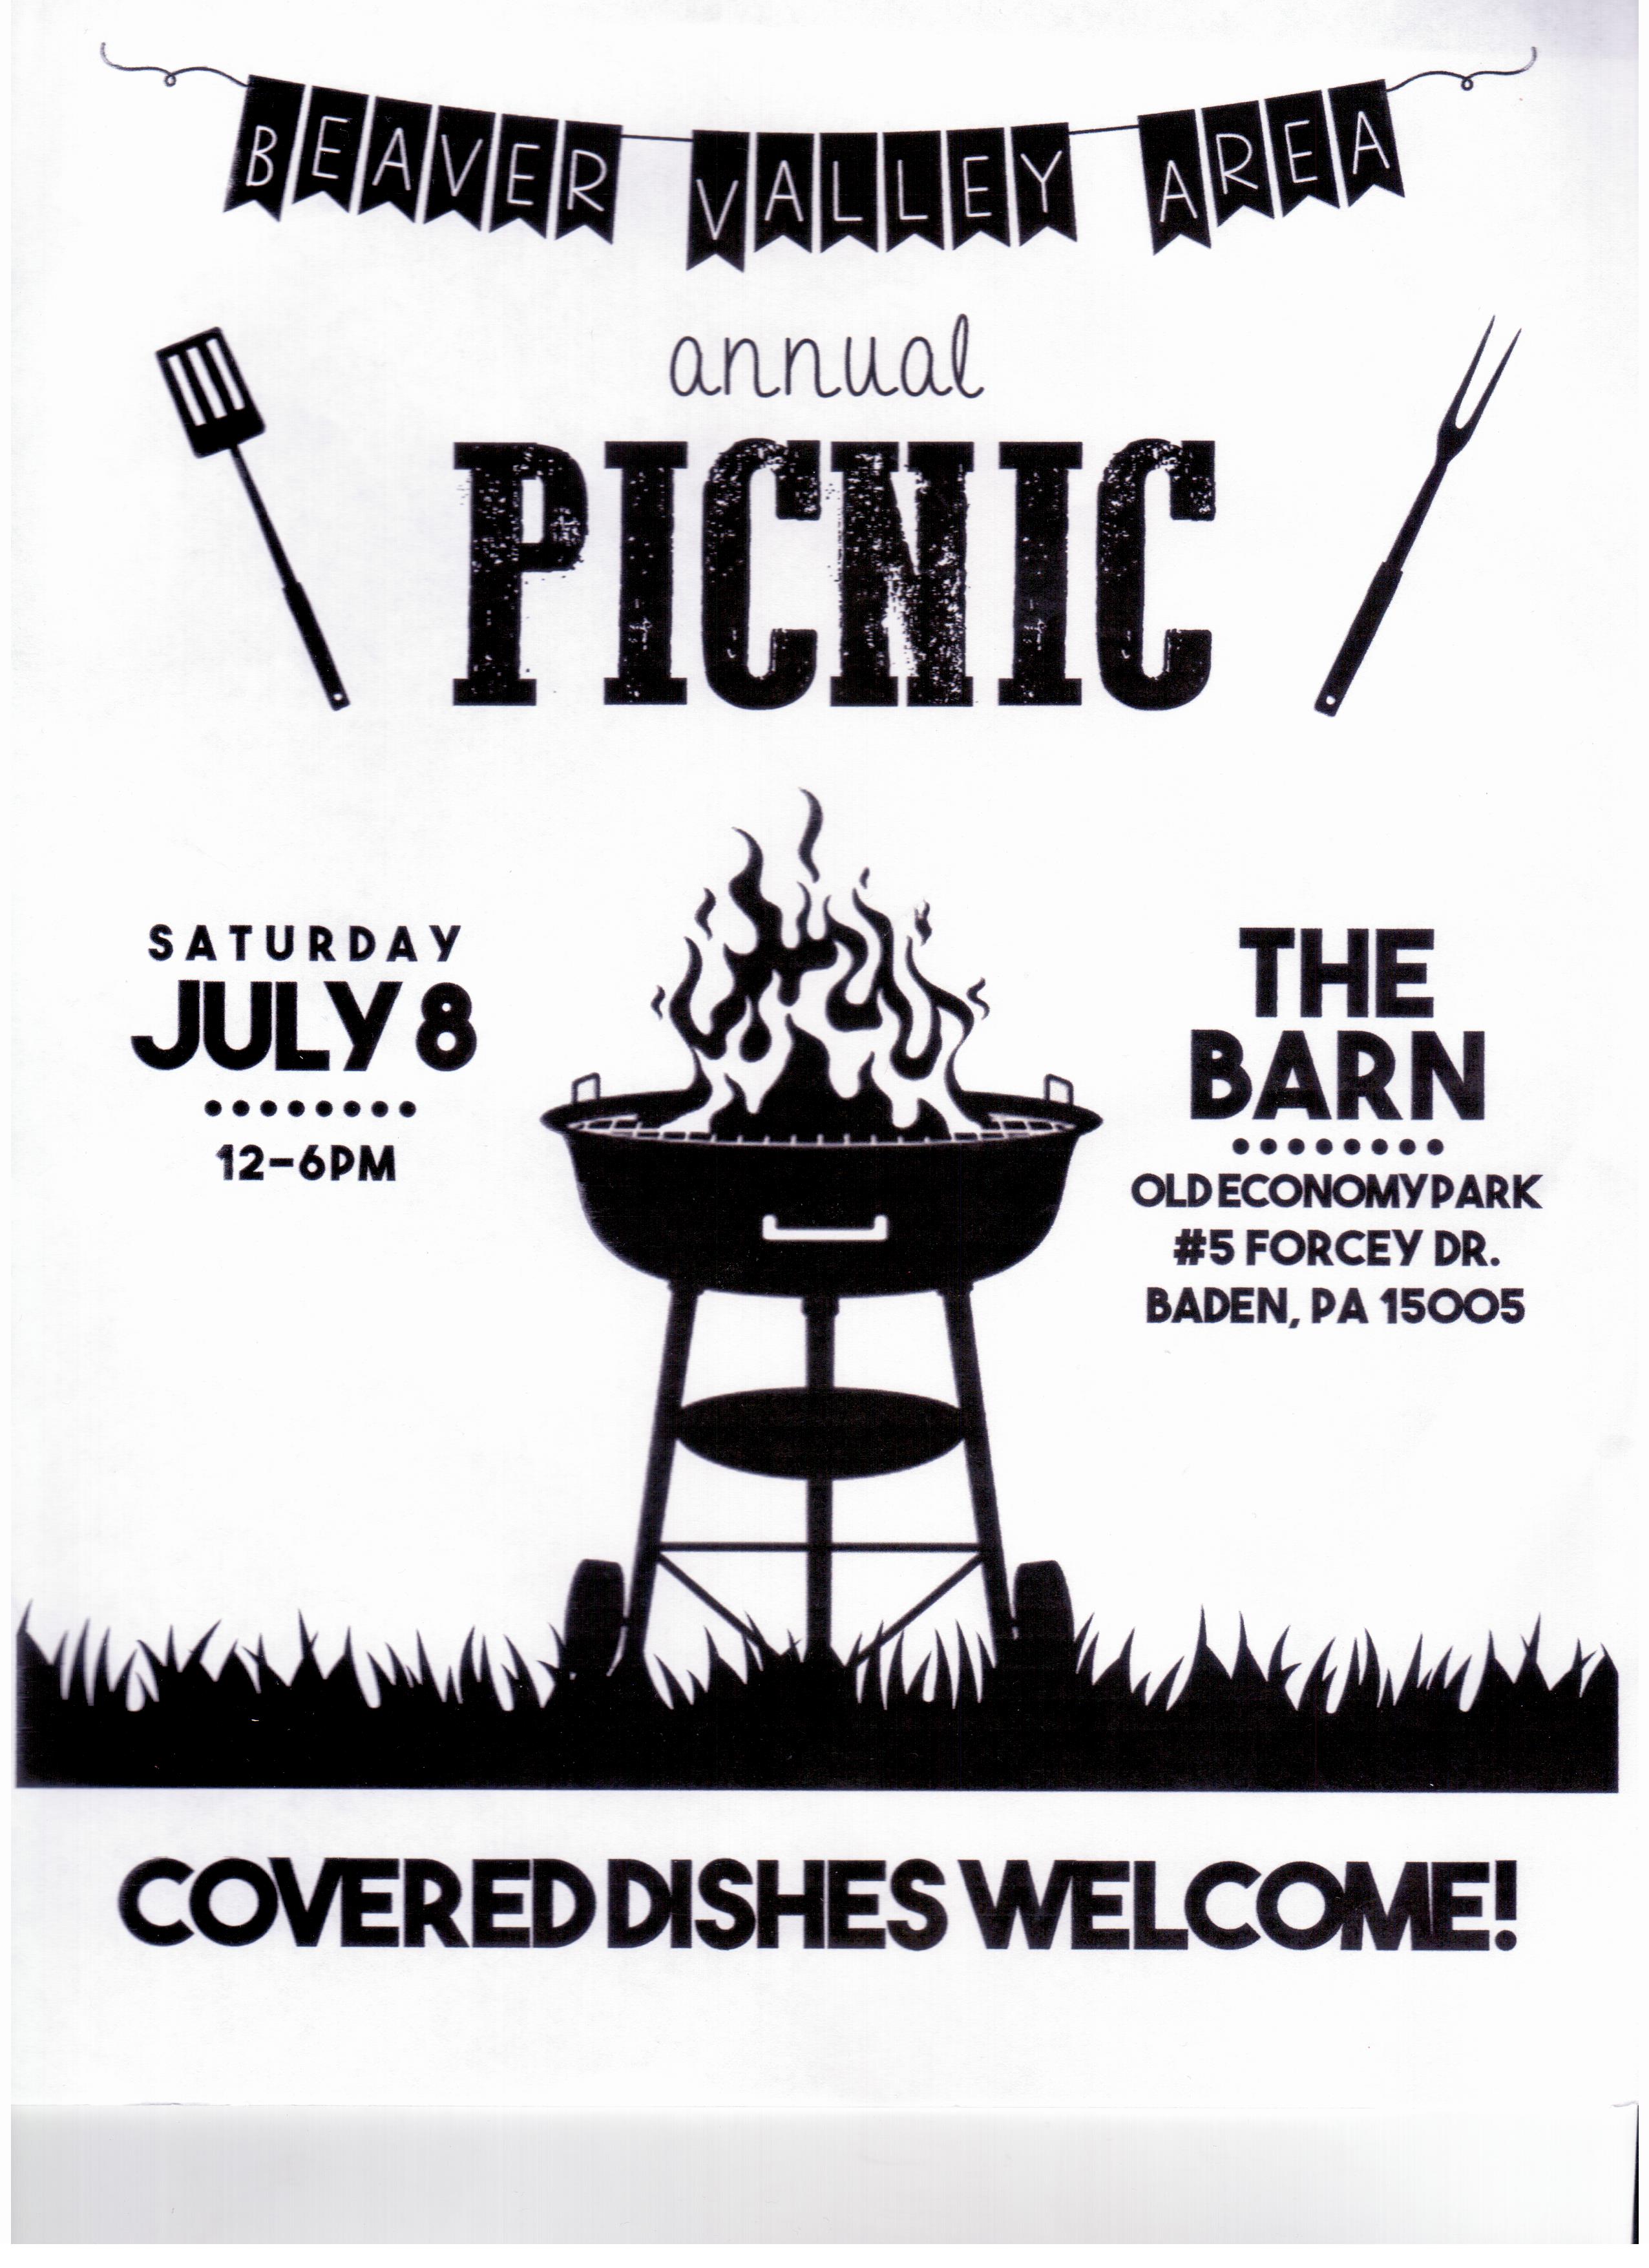 BEAVER VALLEY AREA
annual
PICNIC
SATURDAY
JULY 8
12-6PM
THE
BARN
OLD ECONOMY PARK
#5 FORCEY DR.
BADEN, PA 15005
COVERED DISHES WELCOME!